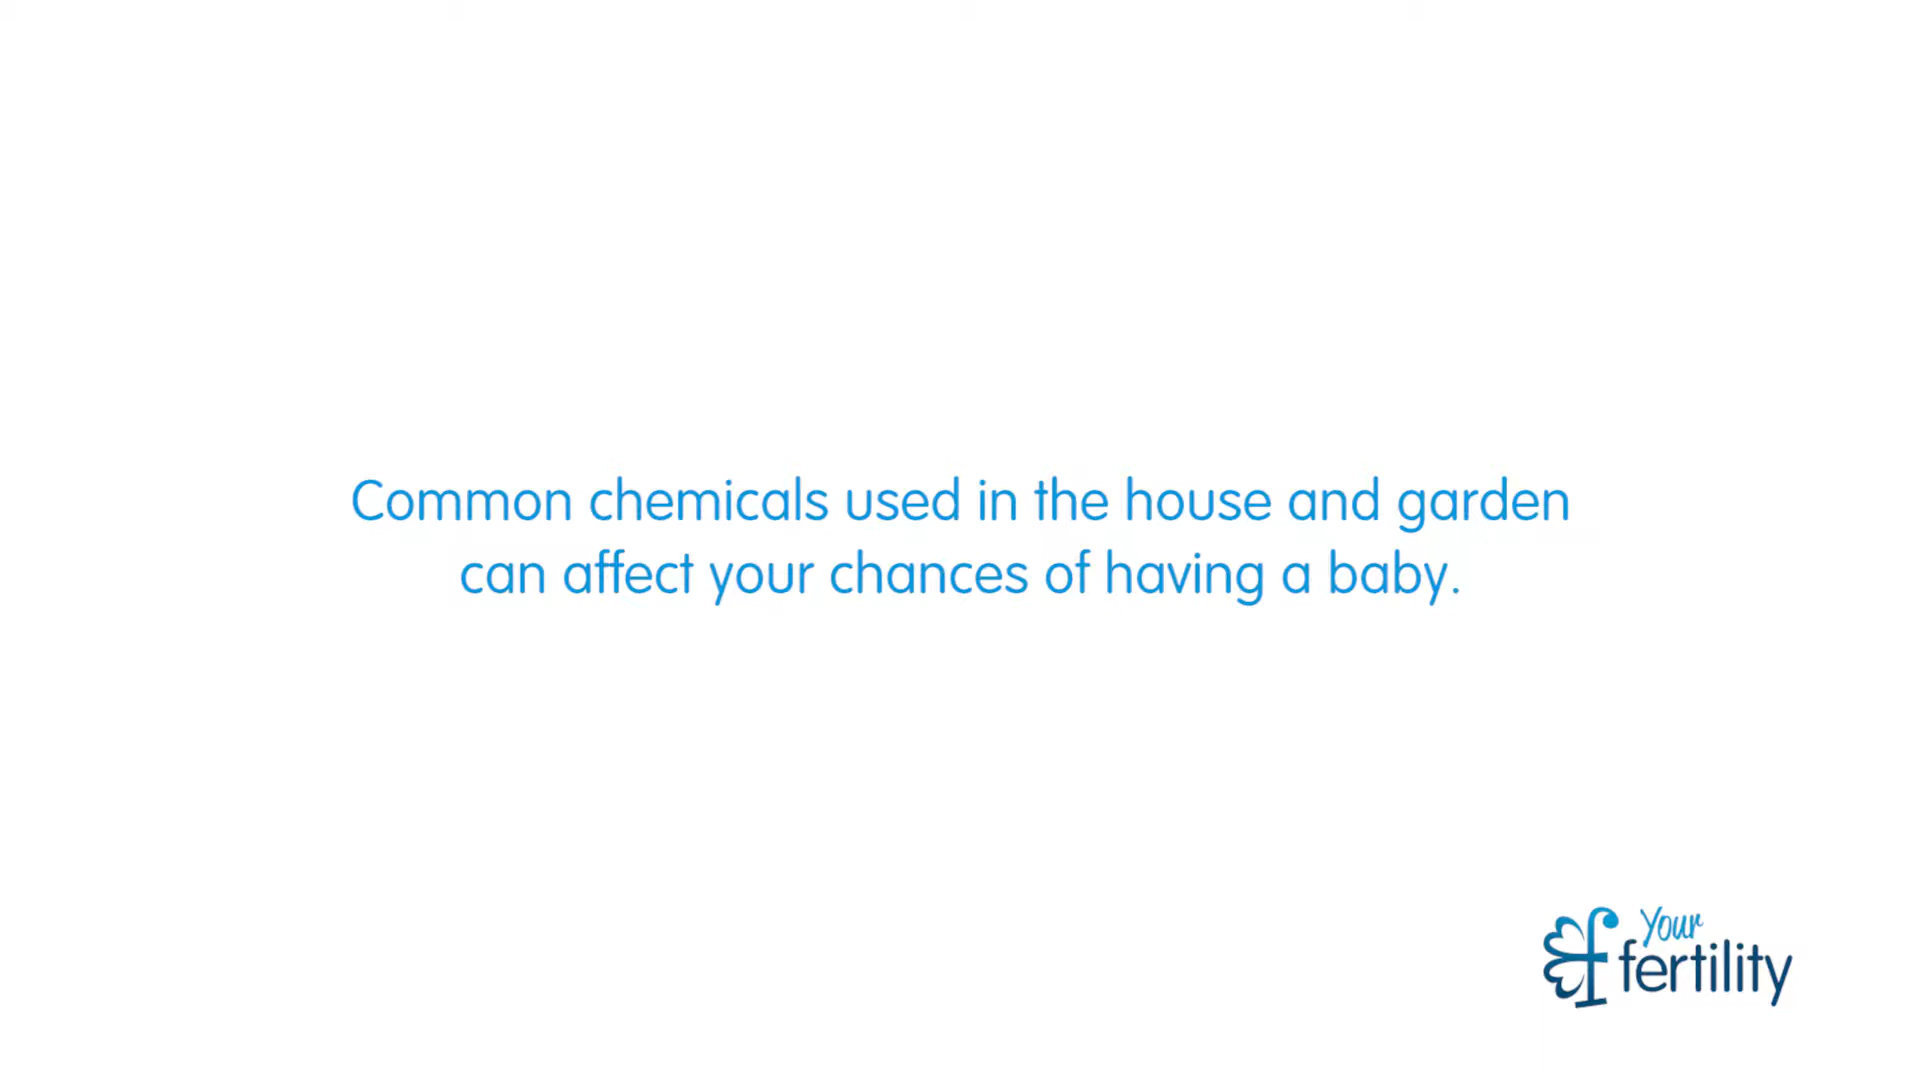 Common chemicals used in the house and garden
can affect your chances of having a baby.
Your
fertility